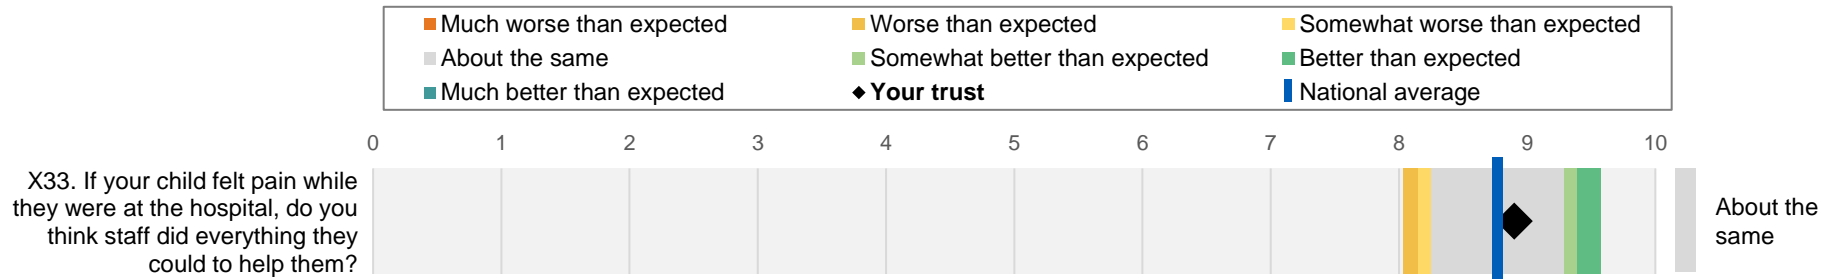 Much worse than expected
Worse than expected
Somewhat worse than expected
About the same
Somewhat better than expected
Better than expected
Much better than expected
Your trust
National average
0 1 2 3 4 5 6 7 8 9 10
X33. If your child felt pain while
they were at the hospital, do you
think staff did everything they
could to help them?
About the
same